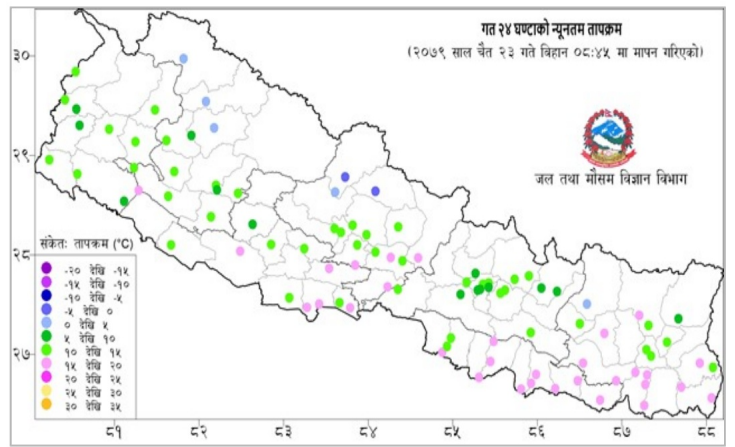 गत २४ घण्टाको न्यूनतम तापक्रम
(२०७९ साल चैत २३ गते विहान ०८:४५ मा मापन गरिएको)
जल तथा मौसम विज्ञान विभाग
३०
२९
२८
२७
संकेतः तापक्रम (°C)
-२० देखि -१५
-१५ देखि -१०
-१० देखि -५
-५ देखि ०
० देखि ५
५ देखि १०
१० देखि १५
१५ देखि २०
२० देखि २५
२५ देखि ३०
३० देखि ३५
८१ ८२ ८३ ८४ ८५ ८६ ८७ ८८